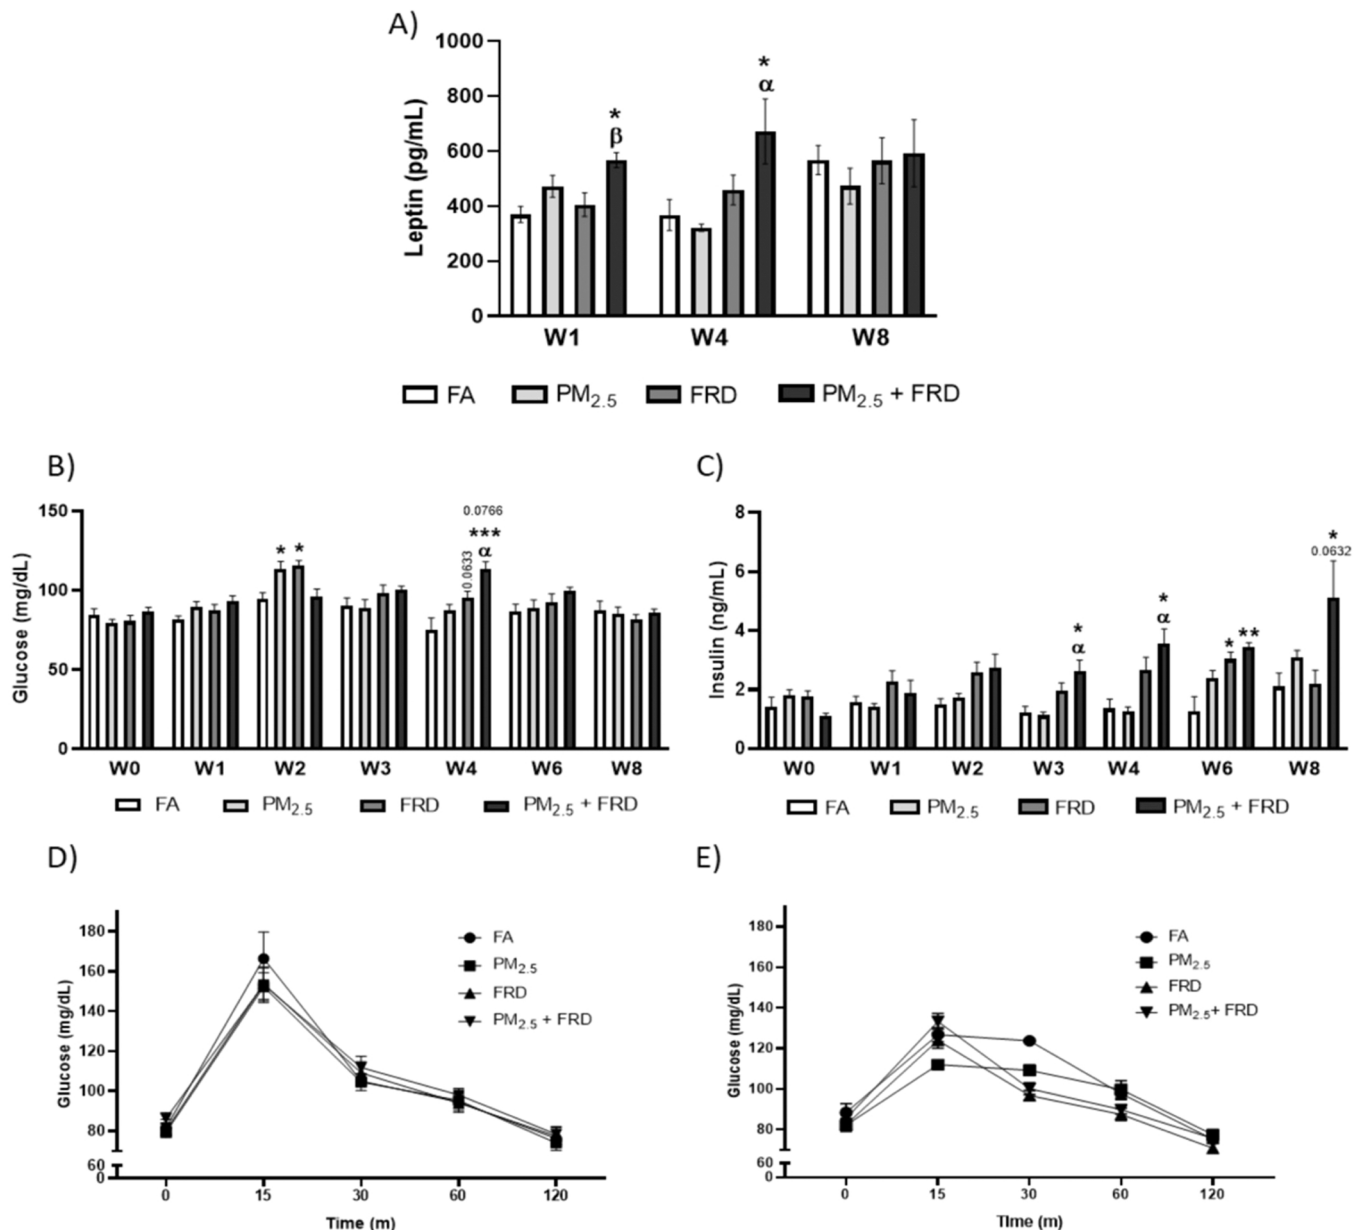 A)
1000
800
600
400
200
0
Leptin (pg/mL)
*
β
*
α
W1 W4 W8
FA PM2.5 FRD PM2.5 + FRD
B)
150
100
50
0
Glucose (mg/dL)
* *
0.0633
0.0766
***
α
W0 W1 W2 W3 W4 W6 W8
FA PM2.5 FRD PM2.5 + FRD
C)
8
6
4
2
0
Insulin (ng/mL)
*
α
*
α
* **
*
0.0632
W0 W1 W2 W3 W4 W6 W8
FA PM2.5 FRD PM2.5 + FRD
D)
180
160
140
120
100
80
60
0
Glucose (mg/dL)
FA
PM2.5
FRD
PM2.5 + FRD
0 15 30 60 120
Time (m)
E)
180
160
140
120
100
80
60
0
Glucose (mg/dL)
FA
PM2.5
FRD
PM2.5+ FRD
0 15 30 60 120
Time (m)